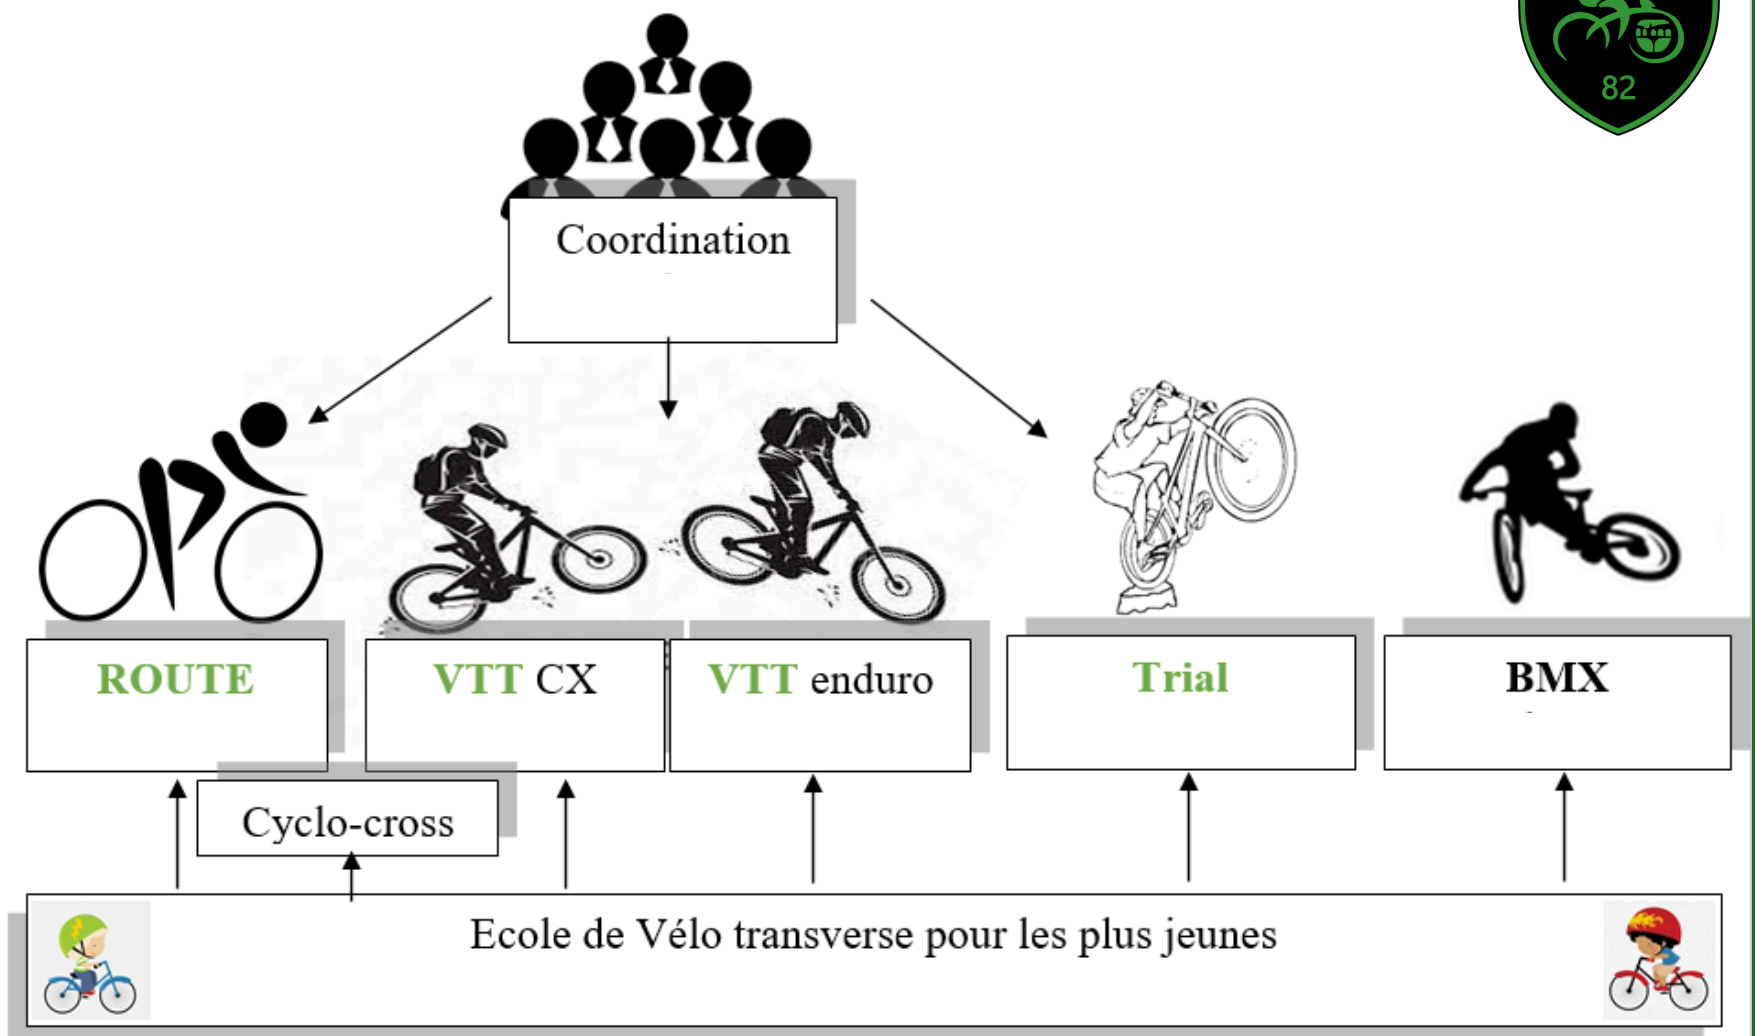 82
Coordination
ROUTE
VTT CX
VTT enduro
Trial
BMX
Cyclo-cross
Ecole de Vélo transverse pour les plus jeunes